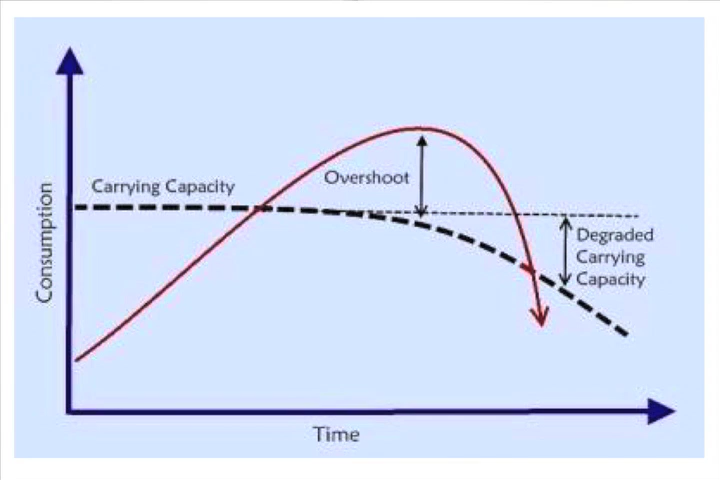 Carrying Capacity
Overshoot
Degraded
Carrying
Capacity
Consumption
Time